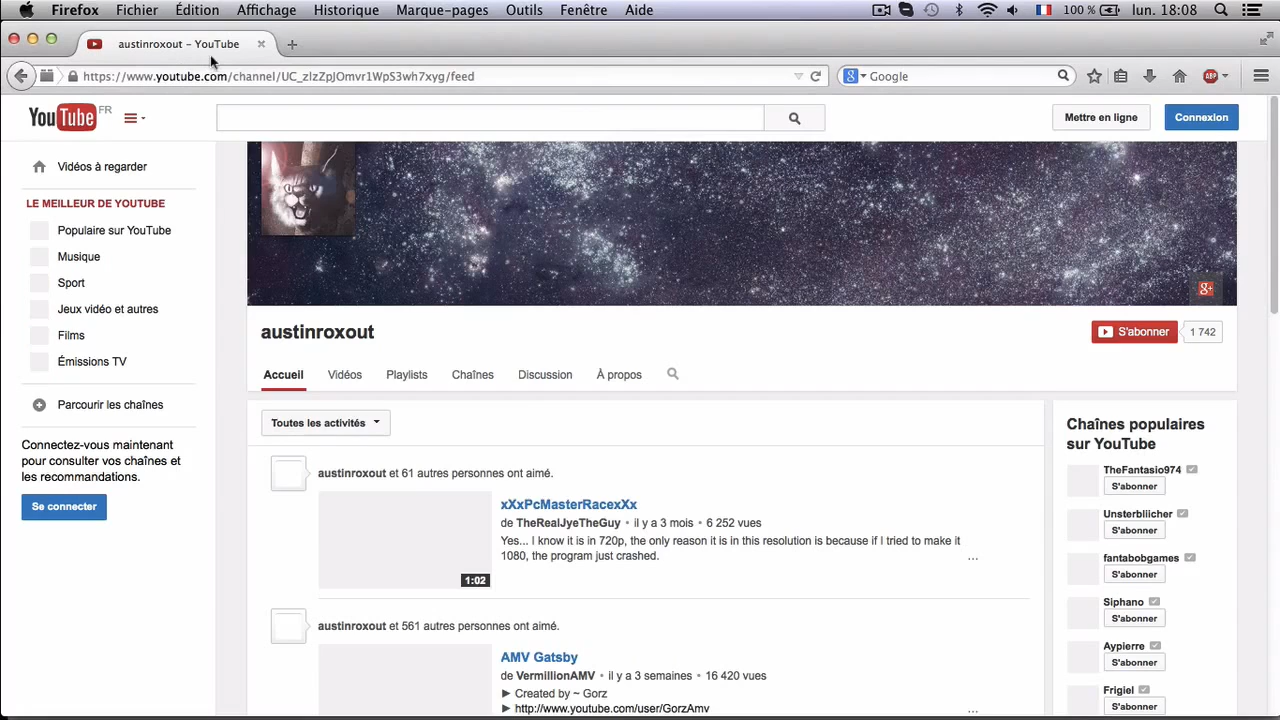 Firefox Fichier Édition Affichage Historique Marque-pages Outils Fenêtre Aide 100 % lun. 18:08
austinroxout – YouTube
https://www.youtube.com/channel/UC_zIzZpJOmvr1WpS3wh7xyg/feed
Google
ABP
YouTube FR
Mettre en ligne
Connexion
Vidéos à regarder
LE MEILLEUR DE YOUTUBE
Populaire sur YouTube
Musique
Sport
Jeux vidéo et autres
Films
Émissions TV
Parcourir les chaînes
Connectez-vous maintenant
pour consulter vos chaînes et
les recommandations.
Se connecter
g+
austinroxout
S'abonner 1 742
Accueil Vidéos Playlists Chaînes Discussion À propos
Toutes les activités
austinroxout et 61 autres personnes ont aimé.
xXxPcMasterRacexXx
de TheRealJyeTheGuy • il y a 3 mois • 6 252 vues
Yes... I know it is in 720p, the only reason it is in this resolution is because if I tried to make it
1080, the program just crashed.
...
1:02
austinroxout et 561 autres personnes ont aimé.
AMV Gatsby
de VermillionAMV • il y a 3 semaines • 16 420 vues
► Created by ~ Gorz
► http://www.youtube.com/user/GorzAmv
...
Chaînes populaires
sur YouTube
TheFantasio974
S'abonner
Unsterbliicher
S'abonner
fantabobgames
S'abonner
Siphano
S'abonner
Aypierre
S'abonner
Frigiel
S'abonner